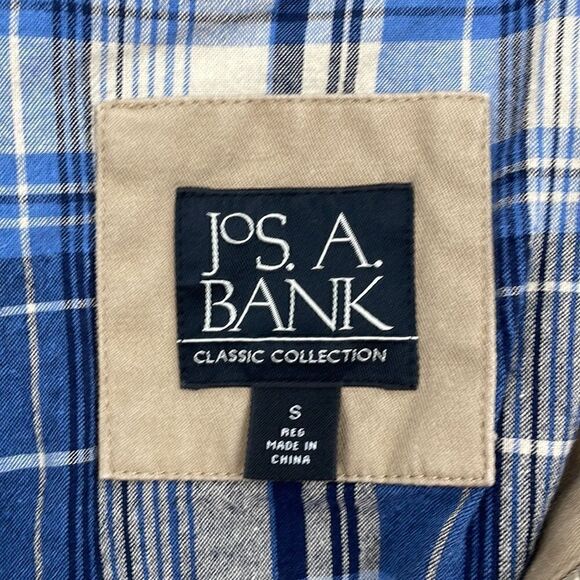 JOS. A.
BANK
CLASSIC COLLECTION
S
REG
MADE IN
CHINA